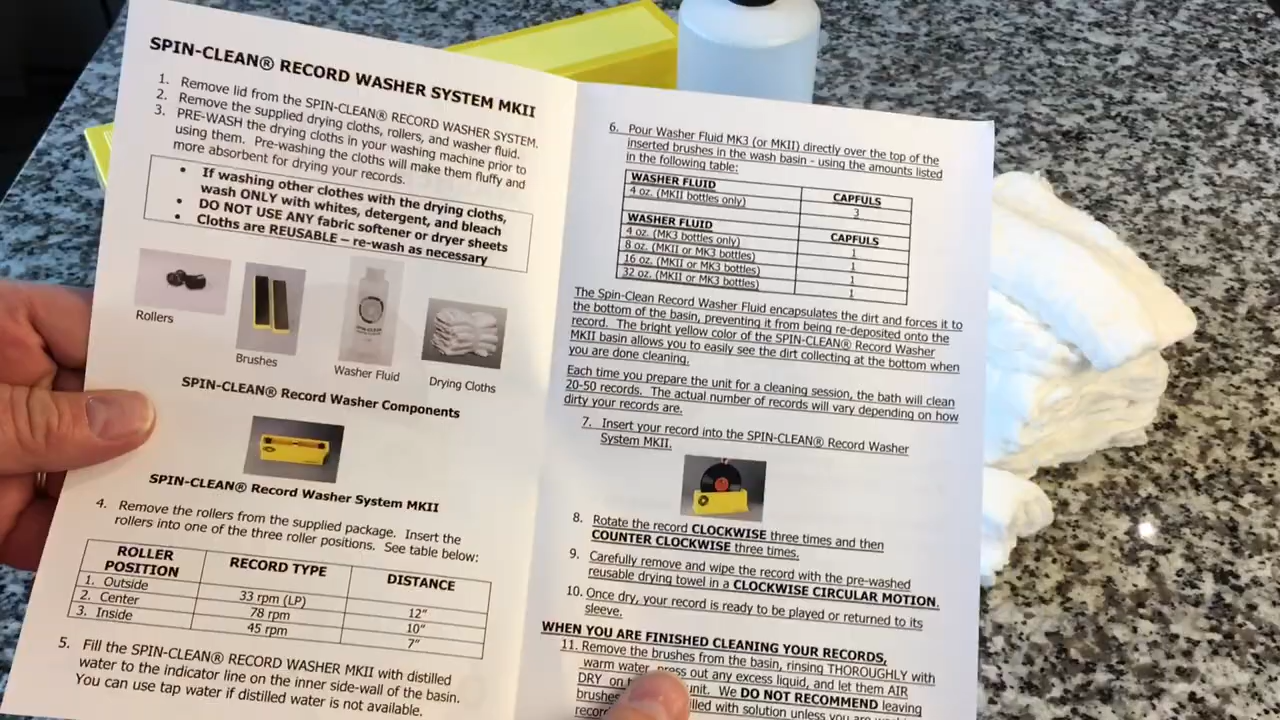 SPIN-CLEAN® RECORD WASHER SYSTEM MKII
1. Remove lid from the SPIN-CLEAN® RECORD WASHER SYSTEM.
2. Remove the supplied drying cloths, rollers, and washer fluid.
3. PRE-WASH the drying cloths in your washing machine prior to
using them. Pre-washing the cloths will make them fluffy and
more absorbent for drying your records.
• If washing other clothes with the drying cloths,
wash ONLY with whites, detergent, and bleach
• DO NOT USE ANY fabric softener or dryer sheets
• Cloths are REUSABLE – re-wash as necessary
Rollers
Brushes
SPIN-CLEAN
Washer Fluid
Drying Cloths
SPIN-CLEAN® Record Washer Components
SPIN-CLEAN® Record Washer System MKII
4. Remove the rollers from the supplied package. Insert the
rollers into one of the three roller positions. See table below:
ROLLER POSITION RECORD TYPE DISTANCE
1. Outside 33 rpm (LP) 12"
2. Center 78 rpm 10"
3. Inside 45 rpm 7"
5. Fill the SPIN-CLEAN® RECORD WASHER MKII with distilled
water to the indicator line on the inner side-wall of the basin.
You can use tap water if distilled water is not available.
6. Pour Washer Fluid MK3 (or MKII) directly over the top of the
inserted brushes in the wash basin - using the amounts listed
in the following table:
WASHER FLUID CAPFULS
4 oz. (MKII bottles only) 3
WASHER FLUID CAPFULS
4 oz. (MK3 bottles only) 1
8 oz. (MKII or MK3 bottles) 1
16 oz. (MKII or MK3 bottles) 1
32 oz. (MKII or MK3 bottles) 1
The Spin-Clean Record Washer Fluid encapsulates the dirt and forces it to
the bottom of the basin, preventing it from being re-deposited onto the
record. The bright yellow color of the SPIN-CLEAN® Record Washer
MKII basin allows you to easily see the dirt collecting at the bottom when
you are done cleaning.
Each time you prepare the unit for a cleaning session, the bath will clean
20-50 records. The actual number of records will vary depending on how
dirty your records are.
7. Insert your record into the SPIN-CLEAN® Record Washer
System MKII.
8. Rotate the record CLOCKWISE three times and then
COUNTER CLOCKWISE three times.
9. Carefully remove and wipe the record with the pre-washed
reusable drying towel in a CLOCKWISE CIRCULAR MOTION.
10. Once dry, your record is ready to be played or returned to its
sleeve.
WHEN YOU ARE FINISHED CLEANING YOUR RECORDS,
11. Remove the brushes from the basin, rinsing THOROUGHLY with
warm water, press out any excess liquid, and let them AIR
DRY on unit. We DO NOT RECOMMEND leaving
brushes filled with solution unless you are